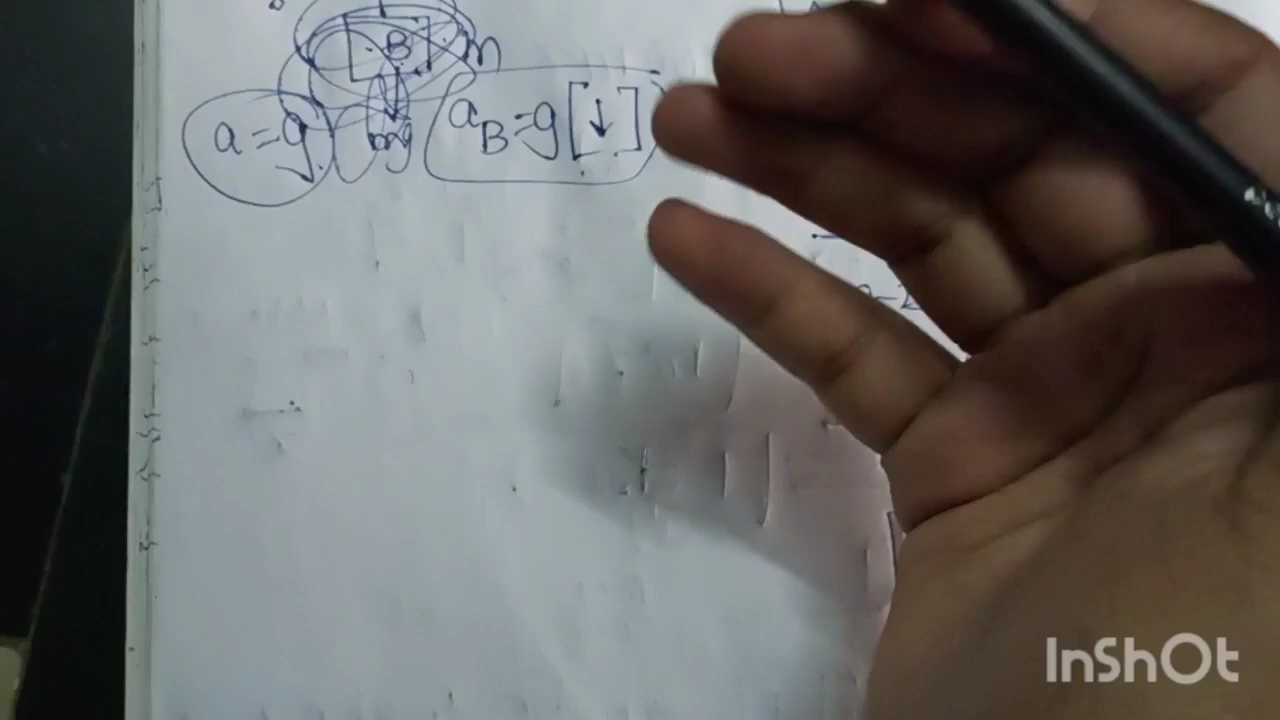 B m
a = g mg a_B = g [↓]
InShOt